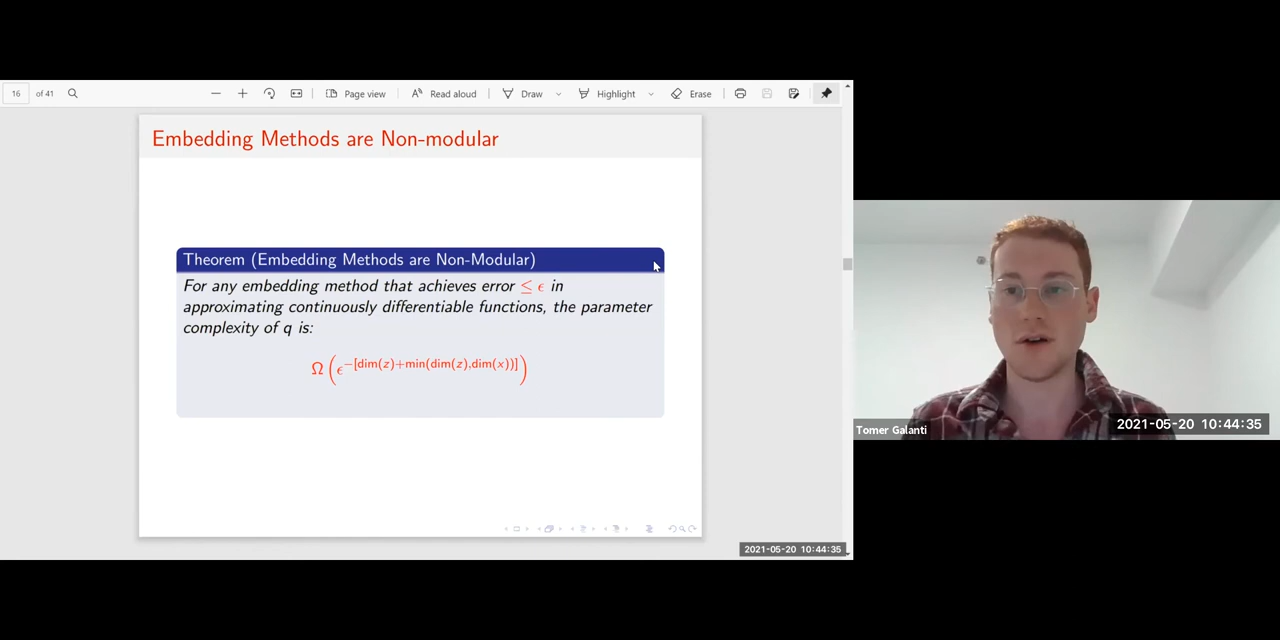 16 of 41 Page view Read aloud Draw Highlight Erase
Embedding Methods are Non-modular
Theorem (Embedding Methods are Non-Modular)
For any embedding method that achieves error ≤ ϵ in
approximating continuously differentiable functions, the parameter
complexity of q is:
Ω(ϵ^{-[dim(z)+min(dim(z),dim(x))]})
Tomer Galanti
2021-05-20 10:44:35
2021-05-20 10:44:35